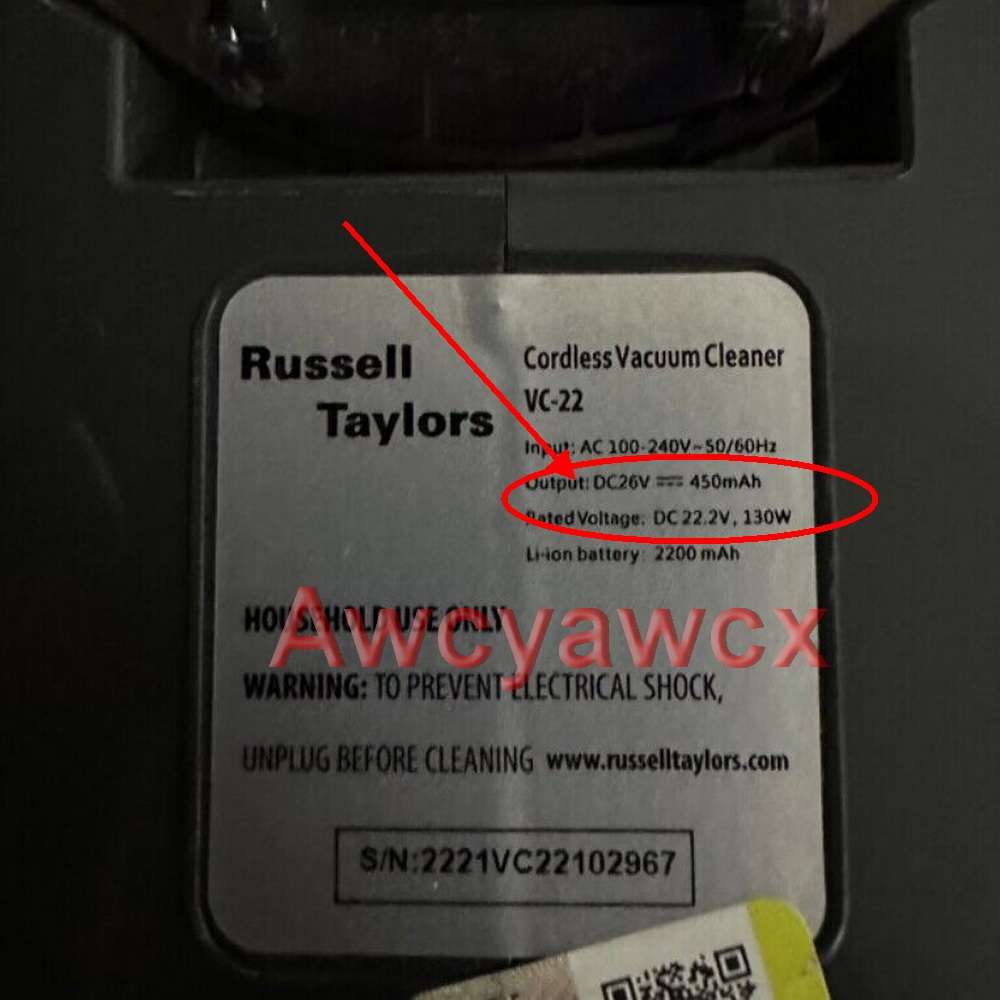 Russell
Taylors
Cordless Vacuum Cleaner
VC-22
Input: AC 100-240V~50/60Hz
Output: DC26V ⎓ 450mAh
Rated Voltage: DC 22.2V, 130W
Li-ion battery: 2200 mAh
HOUSEHOLD USE ONLY
Awcyawcx
WARNING: TO PREVENT ELECTRICAL SHOCK,
UNPLUG BEFORE CLEANING www.russelltaylors.com
S/N:2221VC22102967